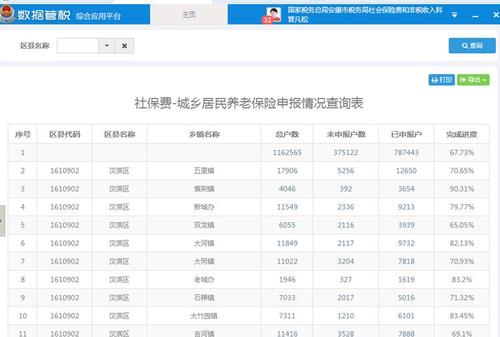 数据管税 综合应用平台
主页
国家税务总局安康市税务局社会保险费和非税收入科
曾凡松
32
区县名称
查询
打印 导出
社保费-城乡居民养老保险申报情况查询表
序号 区县代码 区县名称 乡镇名称 总户数 未申报户数 已申报户 完成进度
1 1162565 375122 787443 67.73%
2 1610902 汉滨区 五里镇 17906 5256 12650 70.65%
3 1610902 汉滨区 紫荆镇 4046 392 3654 90.31%
4 1610902 汉滨区 新城办 11549 2336 9213 79.77%
5 1610902 汉滨区 双龙镇 6055 2116 3939 65.05%
6 1610902 汉滨区 大河镇 11849 2117 9732 82.13%
7 1610902 汉滨区 大同镇 11022 3204 7818 70.93%
8 1610902 汉滨区 老城办 1946 327 1619 83.2%
9 1610902 汉滨区 石梯镇 7033 2017 5016 71.32%
10 1610902 汉滨区 大竹园镇 7311 1210 6101 83.45%
11 1610902 汉滨区 吉河镇 11416 3528 7888 69.1%